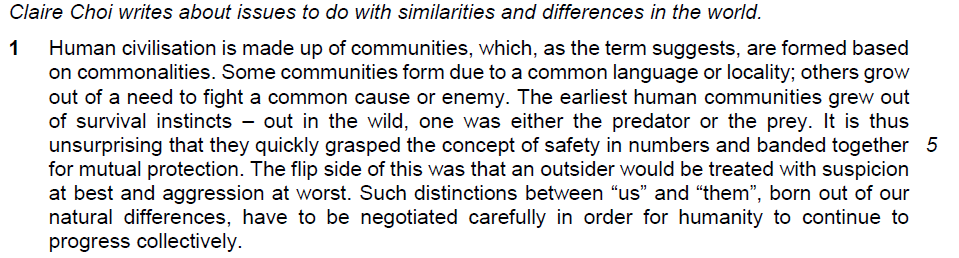 Claire Choi writes about issues to do with similarities and differences in the world.
1 Human civilisation is made up of communities, which, as the term suggests, are formed based
on commonalities. Some communities form due to a common language or locality; others grow
out of a need to fight a common cause or enemy. The earliest human communities grew out
of survival instincts – out in the wild, one was either the predator or the prey. It is thus
unsurprising that they quickly grasped the concept of safety in numbers and banded together 5
for mutual protection. The flip side of this was that an outsider would be treated with suspicion
at best and aggression at worst. Such distinctions between “us” and “them”, born out of our
natural differences, have to be negotiated carefully in order for humanity to continue to
progress collectively.